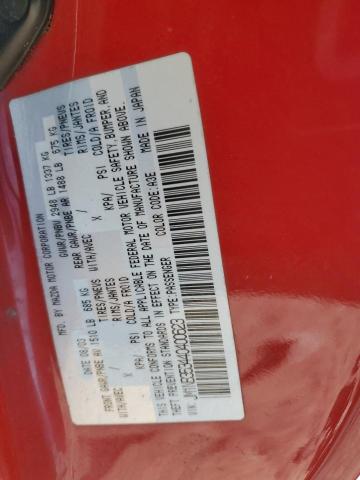 MFD. BY MAZDA MOTOR CORPORATION
DATE 08/03 GVWR/PNBV 2948 LB 1337 KG
FRONT GAWR/PNBE AV 1510 LB 685 KG REAR GAWR/PNBE AR 1488 LB 675 KG
WITH/AVEC TIRES/PNEUS WITH/AVEC TIRES/PNEUS
X RIMS/JANTES X RIMS/JANTES
KPA/ PSI COLD/A FROID KPA/ PSI COLD/A FROID
THIS VEHICLE CONFORMS TO ALL APPLICABLE FEDERAL MOTOR VEHICLE SAFETY, BUMPER, AND
THEFT PREVENTION STANDARDS IN EFFECT ON THE DATE OF MANUFACTURE SHOWN ABOVE.
TYPE:PASSENGER COLOR CODE:A3E MADE IN JAPAN